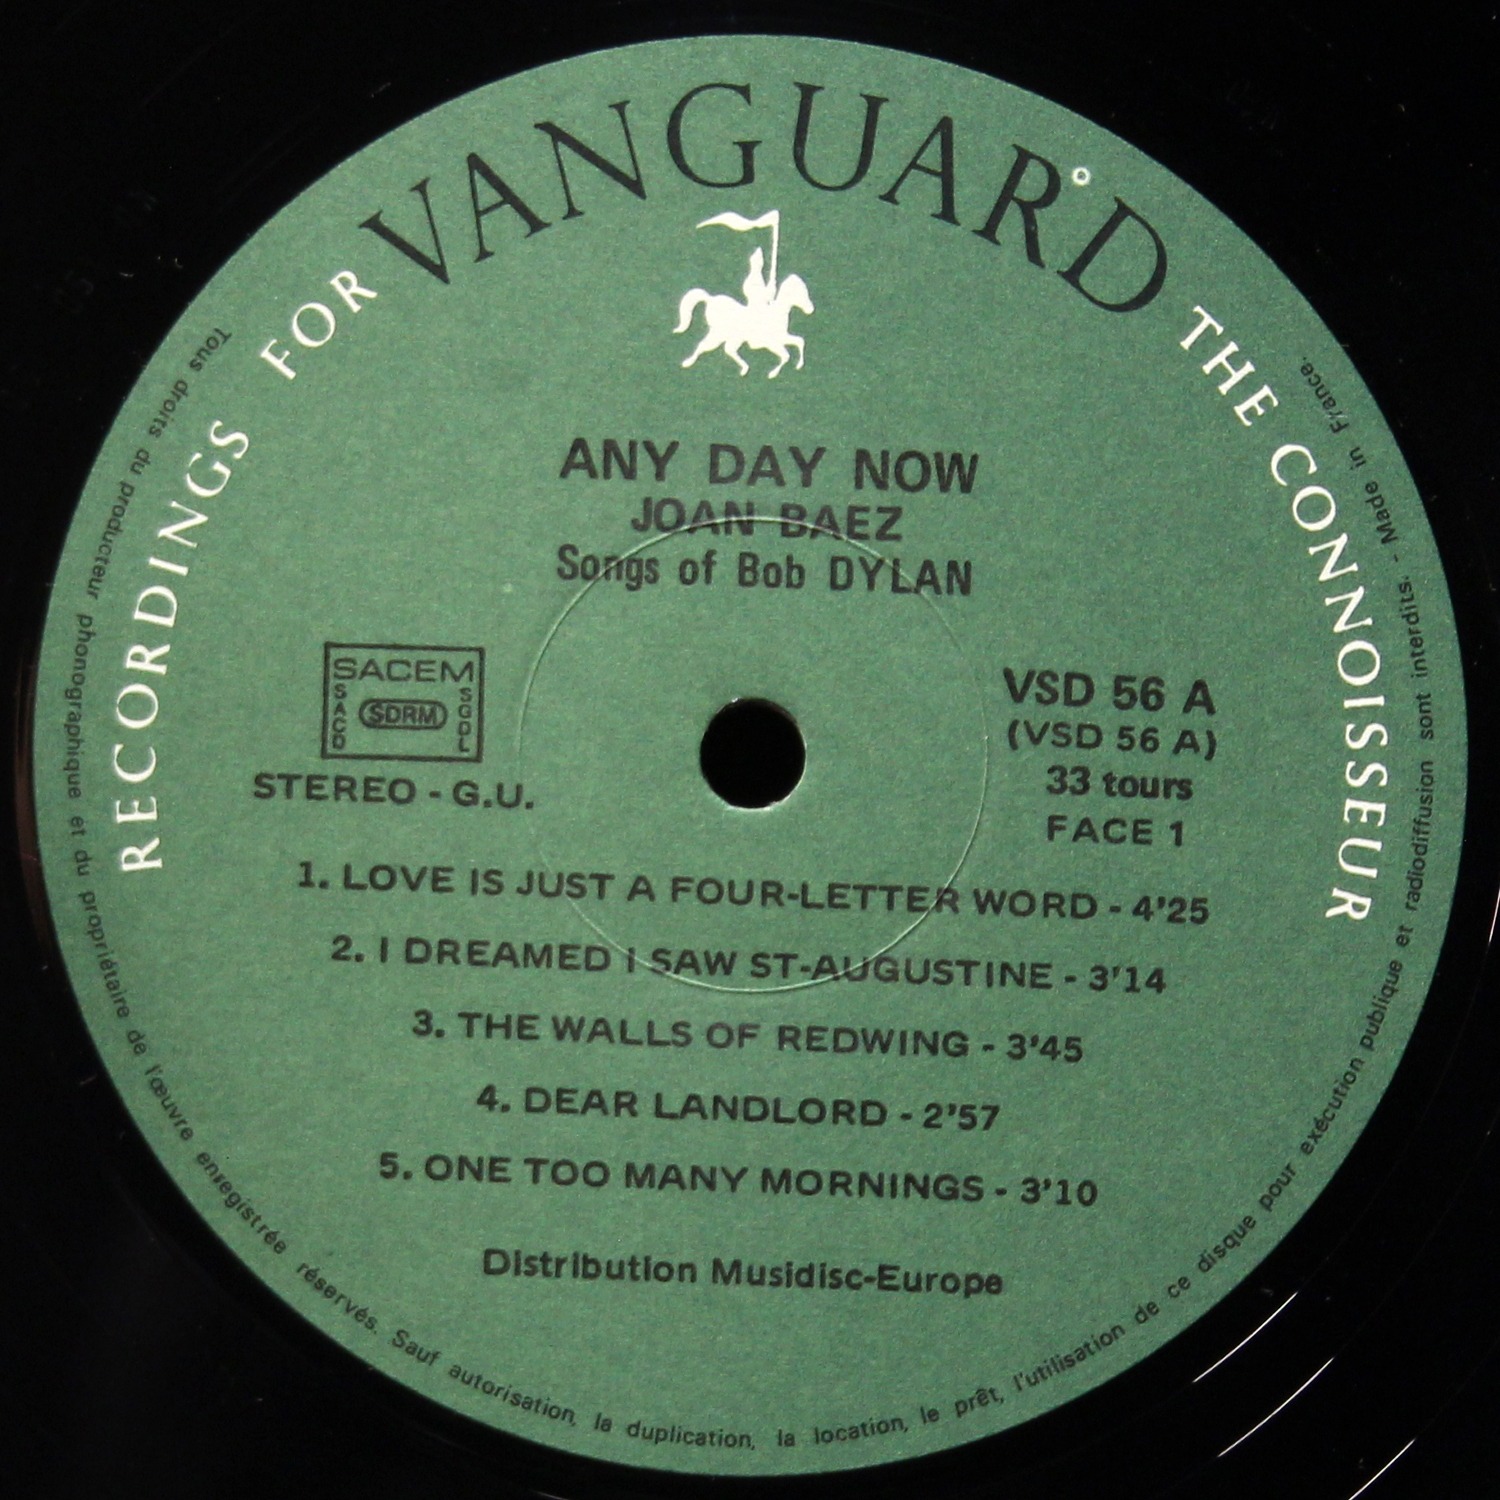 RECORDINGS FOR VANGUARD THE CONNOISSEUR
ANY DAY NOW
JOAN BAEZ
Songs of Bob DYLAN
SACEM
SACD
SDRM
SGDL
STEREO - G.U.
VSD 56 A
(VSD 56 A)
33 tours
FACE 1
1. LOVE IS JUST A FOUR-LETTER WORD - 4'25
2. I DREAMED I SAW ST-AUGUSTINE - 3'14
3. THE WALLS OF REDWING - 3'45
4. DEAR LANDLORD - 2'57
5. ONE TOO MANY MORNINGS - 3'10
Distribution Musidisc-Europe
Tous droits du producteur phonographique et du propriétaire de l'œuvre enregistrée réservés. Sauf autorisation, la duplication, la location, le prêt, l'utilisation de ce disque pour exécution publique et radiodiffusion sont interdits. - Made in France.